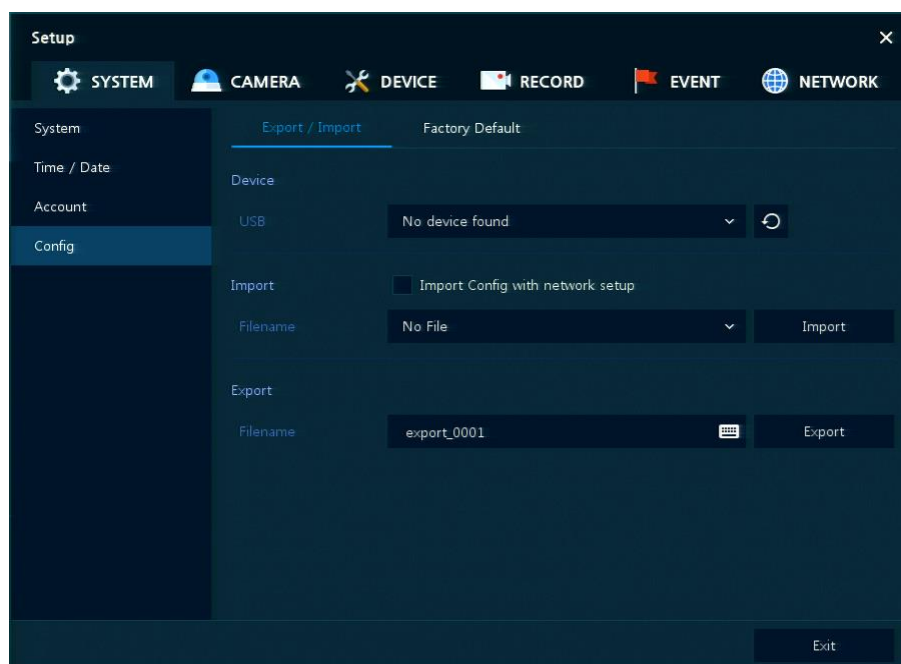 Setup
SYSTEM CAMERA DEVICE RECORD EVENT NETWORK
System
Time / Date
Account
Config
Export / Import Factory Default
Device
USB No device found
Import Import Config with network setup
Filename No File Import
Export
Filename export_0001 Export
Exit